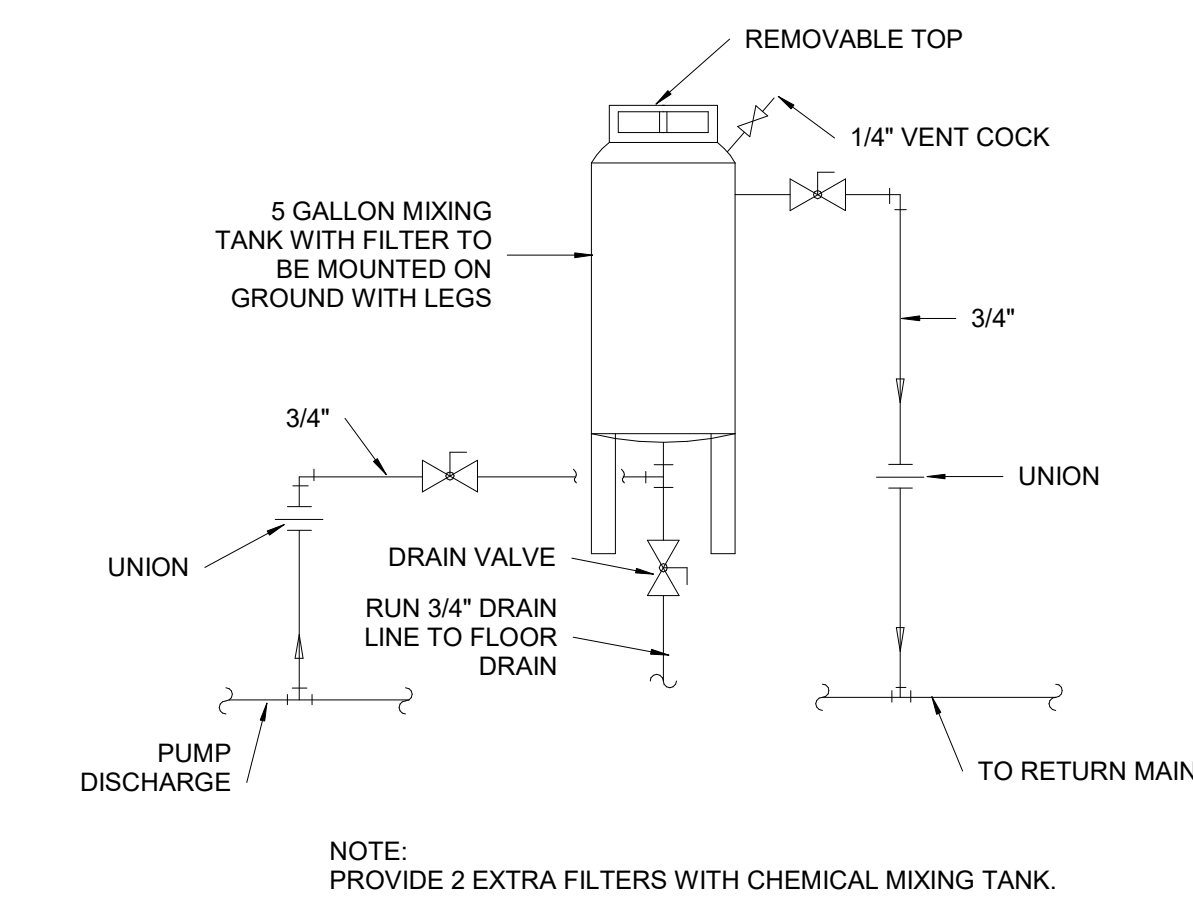 REMOVABLE TOP
1/4" VENT COCK
5 GALLON MIXING
TANK WITH FILTER TO
BE MOUNTED ON
GROUND WITH LEGS
3/4"
3/4"
UNION
UNION
DRAIN VALVE
RUN 3/4" DRAIN
LINE TO FLOOR
DRAIN
PUMP
DISCHARGE
TO RETURN MAIN
NOTE:
PROVIDE 2 EXTRA FILTERS WITH CHEMICAL MIXING TANK.